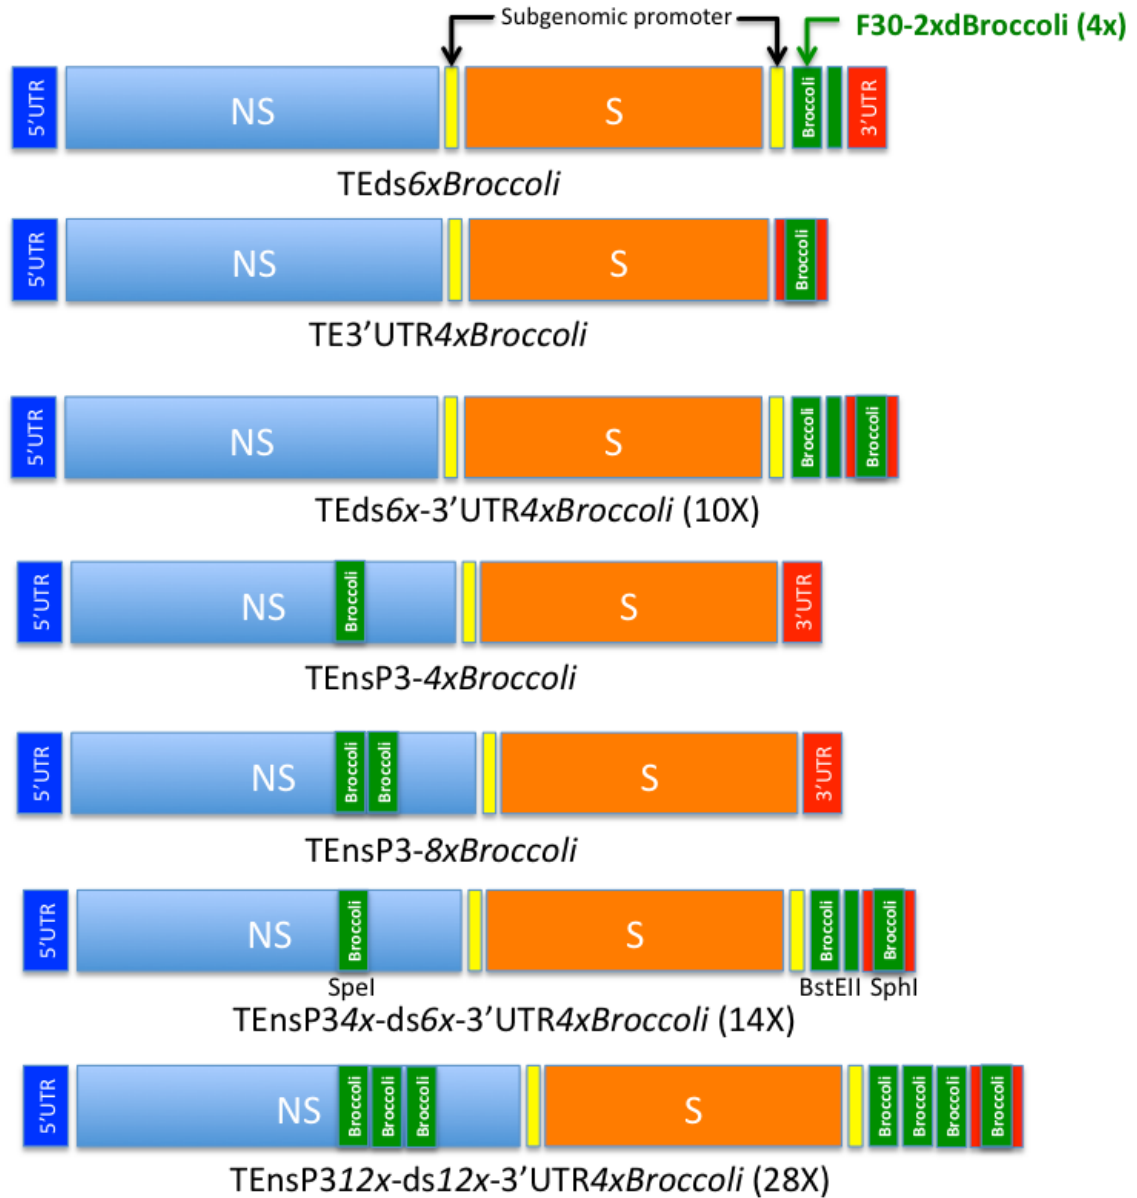 Subgenomic promoter
F30-2xdBroccoli (4x)
5'UTR
NS
S
Broccoli
3'UTR
TEds6xBroccoli
5'UTR
NS
S
Broccoli
TE3'UTR4xBroccoli
5'UTR
NS
S
Broccoli
Broccoli
TEds6x-3'UTR4xBroccoli (10X)
5'UTR
NS
Broccoli
S
3'UTR
TEnsP3-4xBroccoli
5'UTR
NS
Broccoli
Broccoli
S
3'UTR
TEnsP3-8xBroccoli
5'UTR
NS
Broccoli
S
Broccoli
Broccoli
SpeI
BstEII
SphI
TEnsP34x-ds6x-3'UTR4xBroccoli (14X)
5'UTR
NS
Broccoli
Broccoli
Broccoli
S
Broccoli
Broccoli
Broccoli
Broccoli
TEnsP312x-ds12x-3'UTR4xBroccoli (28X)